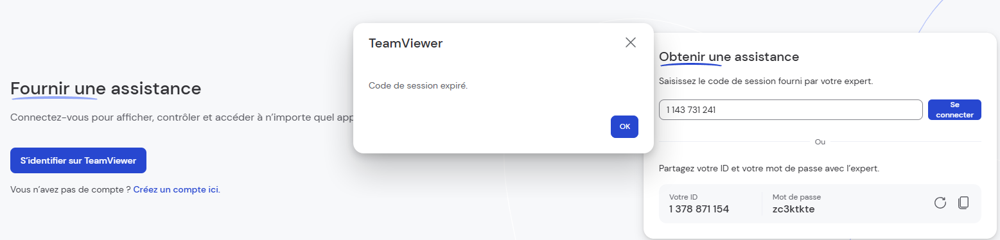 Fournir une assistance
Connectez-vous pour afficher, contrôler et accéder à n’importe quel app
S’identifier sur TeamViewer
Vous n’avez pas de compte ? Créez un compte ici.
TeamViewer
Code de session expiré.
OK
Obtenir une assistance
Saisissez le code de session fourni par votre expert.
1 143 731 241
Se
connecter
Ou
Partagez votre ID et votre mot de passe avec l’expert.
Votre ID
1 378 871 154
Mot de passe
zc3ktkte